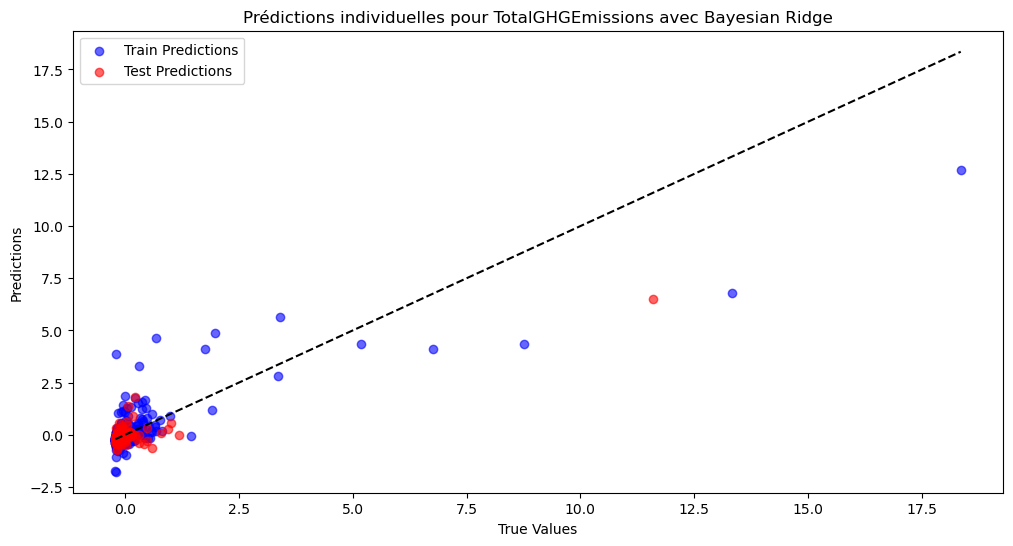 Prédictions individuelles pour TotalGHGEmissions avec Bayesian Ridge
Train Predictions
Test Predictions
17.5
15.0
12.5
10.0
7.5
5.0
2.5
0.0
−2.5
Predictions
0.0 2.5 5.0 7.5 10.0 12.5 15.0 17.5
True Values